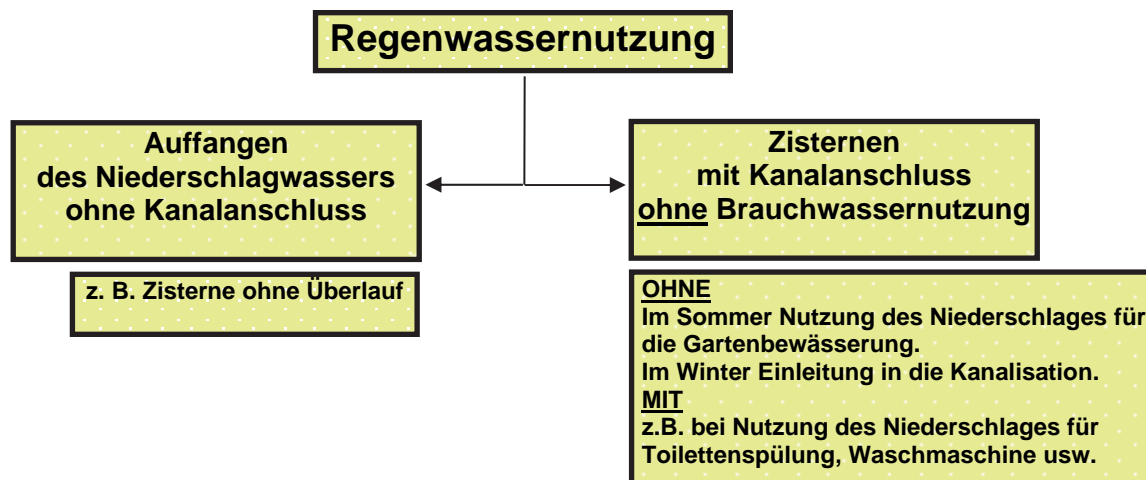 Regenwassernutzung
Auffangen
des Niederschlagwassers
ohne Kanalanschluss
z. B. Zisterne ohne Überlauf
Zisternen
mit Kanalanschluss
ohne Brauchwassernutzung
OHNE
Im Sommer Nutzung des Niederschlages für
die Gartenbewässerung.
Im Winter Einleitung in die Kanalisation.
MIT
z.B. bei Nutzung des Niederschlages für
Toilettenspülung, Waschmaschine usw.